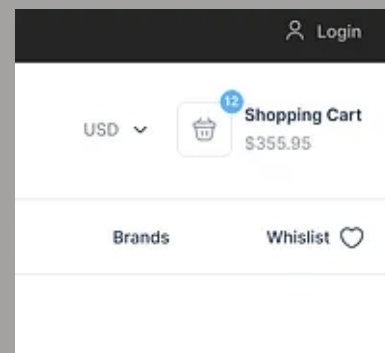 Login
12
Shopping Cart
USD
$355.95
Brands
Whislist